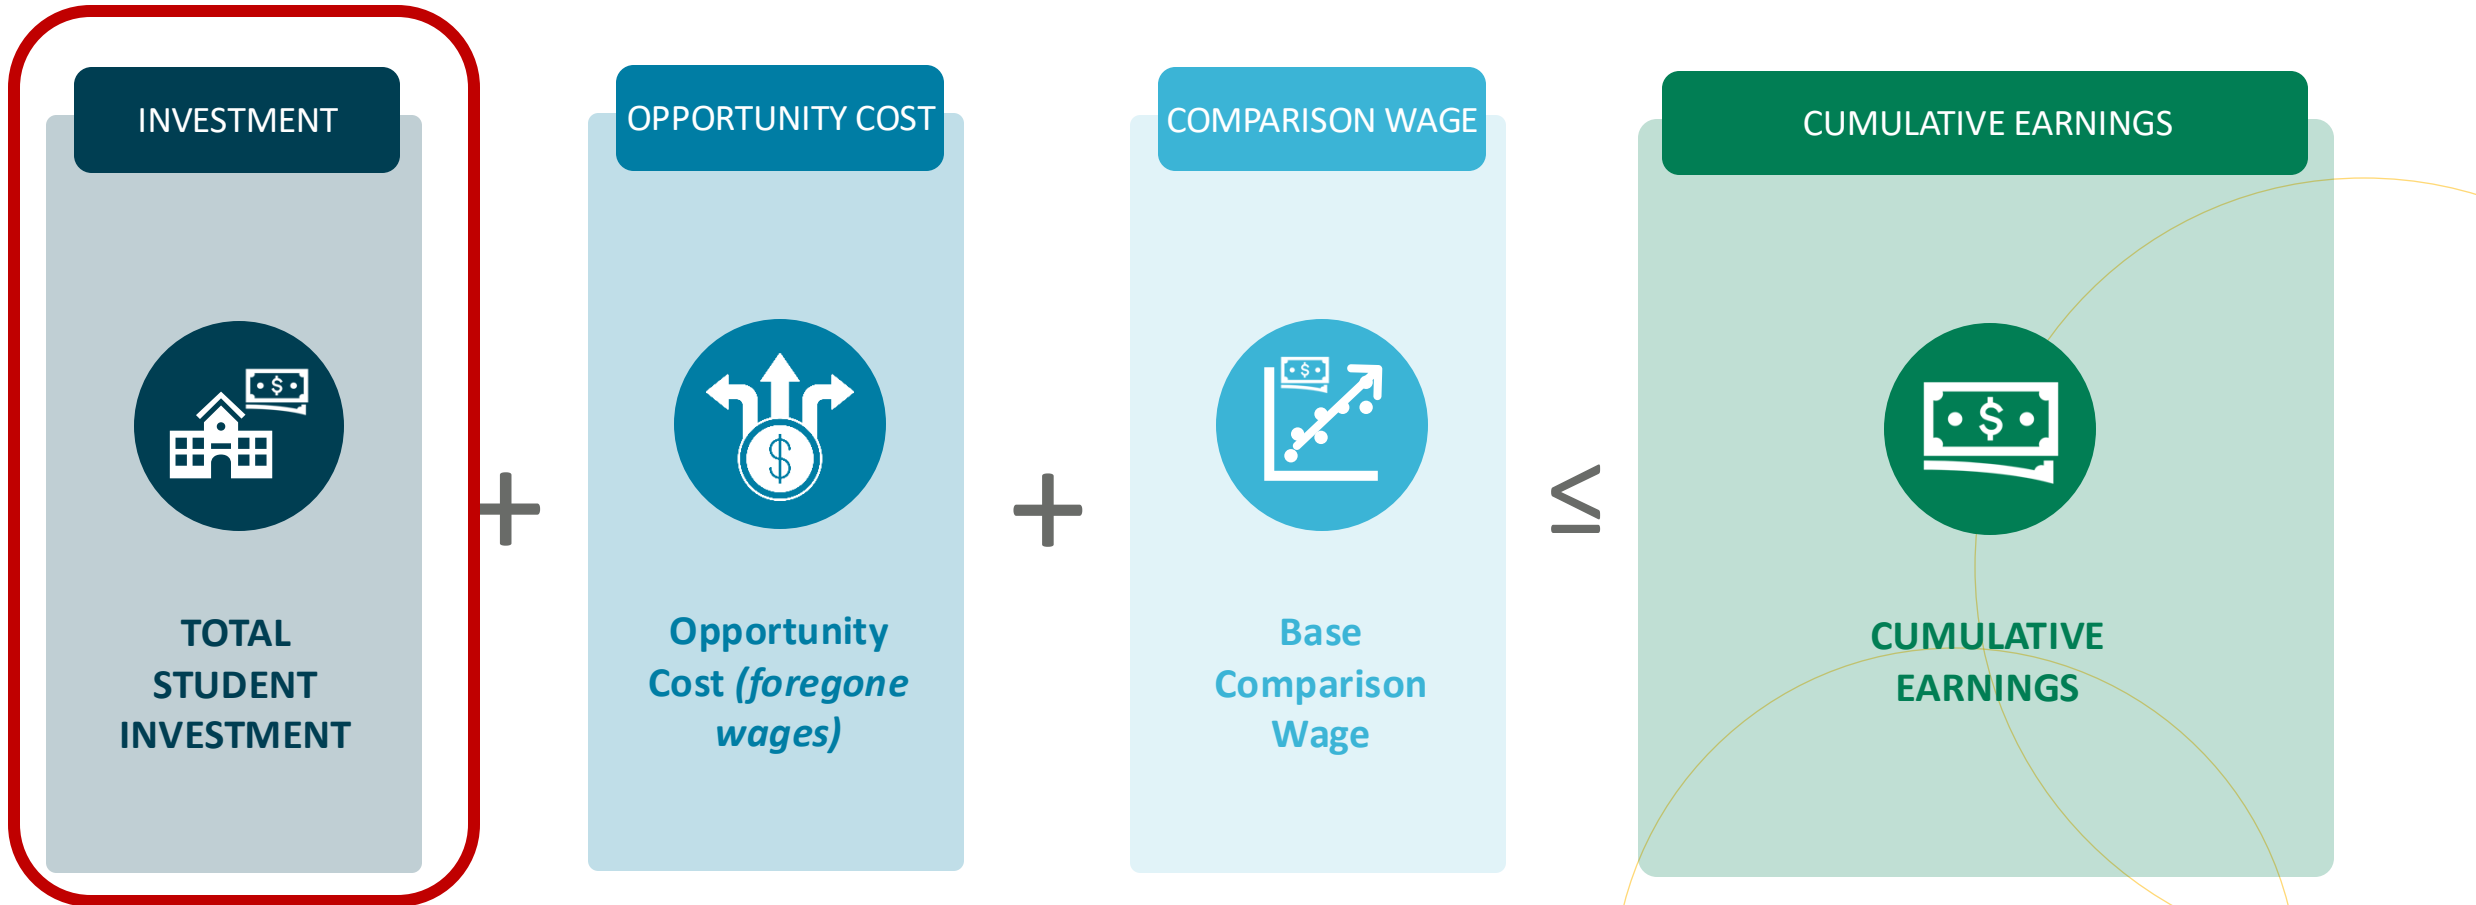 INVESTMENT
TOTAL
STUDENT
INVESTMENT
+
OPPORTUNITY COST
$
Opportunity
Cost (foregone
wages)
+
COMPARISON WAGE
$
Base
Comparison
Wage
≤
CUMULATIVE EARNINGS
$
CUMULATIVE
EARNINGS